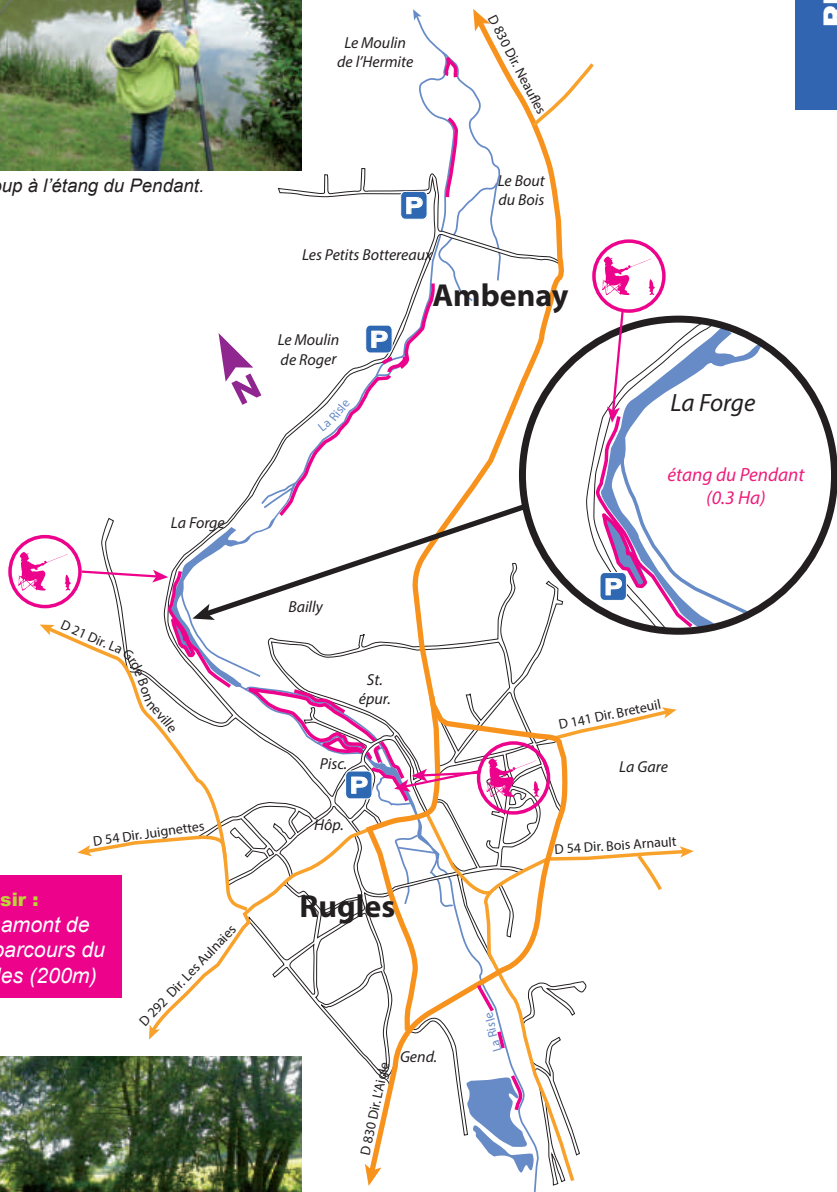 Le Moulin
de l'Hermite
D 830 Dir. Neaufles
oup à l'étang du Pendant.
P
Le Bout
du Bois
Les Petits Bottereaux
Ambenay
Le Moulin
de Roger
P
N
La Risle
La Forge
étang du Pendant
(0.3 Ha)
P
La Forge
Bailly
D 21 Dir. La Grde Bonneville
St.
épur.
D 141 Dir. Breteuil
La Gare
Pisc.
P
Hôp.
D 54 Dir. Juignettes
D 54 Dir. Bois Arnault
Rugles
sir :
amont de
parcours du
les (200m)
D 292 Dir. Les Aulnaies
La Risle
Gend.
D 830 Dir. L'Aigle